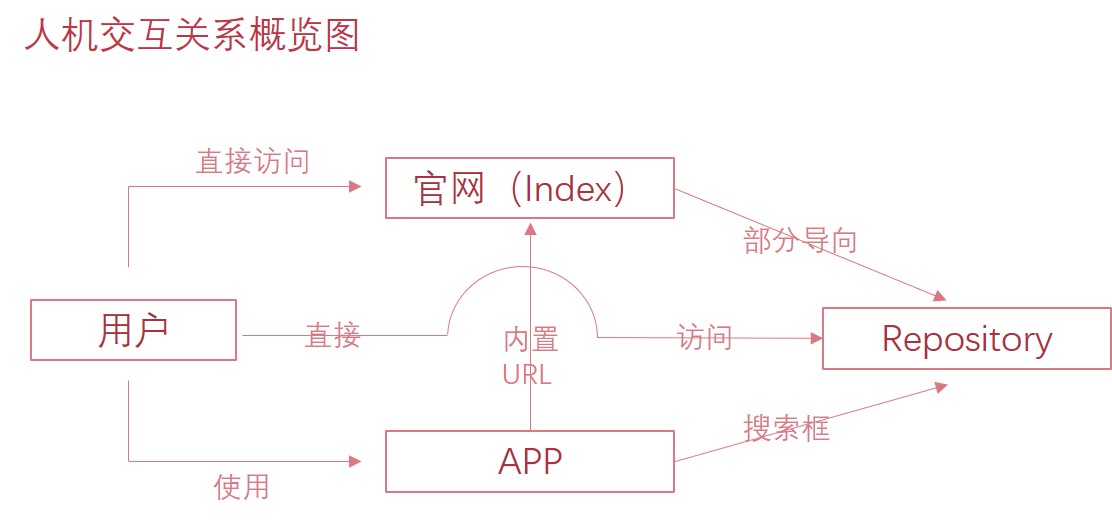 人机交互关系概览图
直接访问
官网（Index）
部分导向
用户
直接
内置
URL
访问
Repository
搜索框
APP
使用